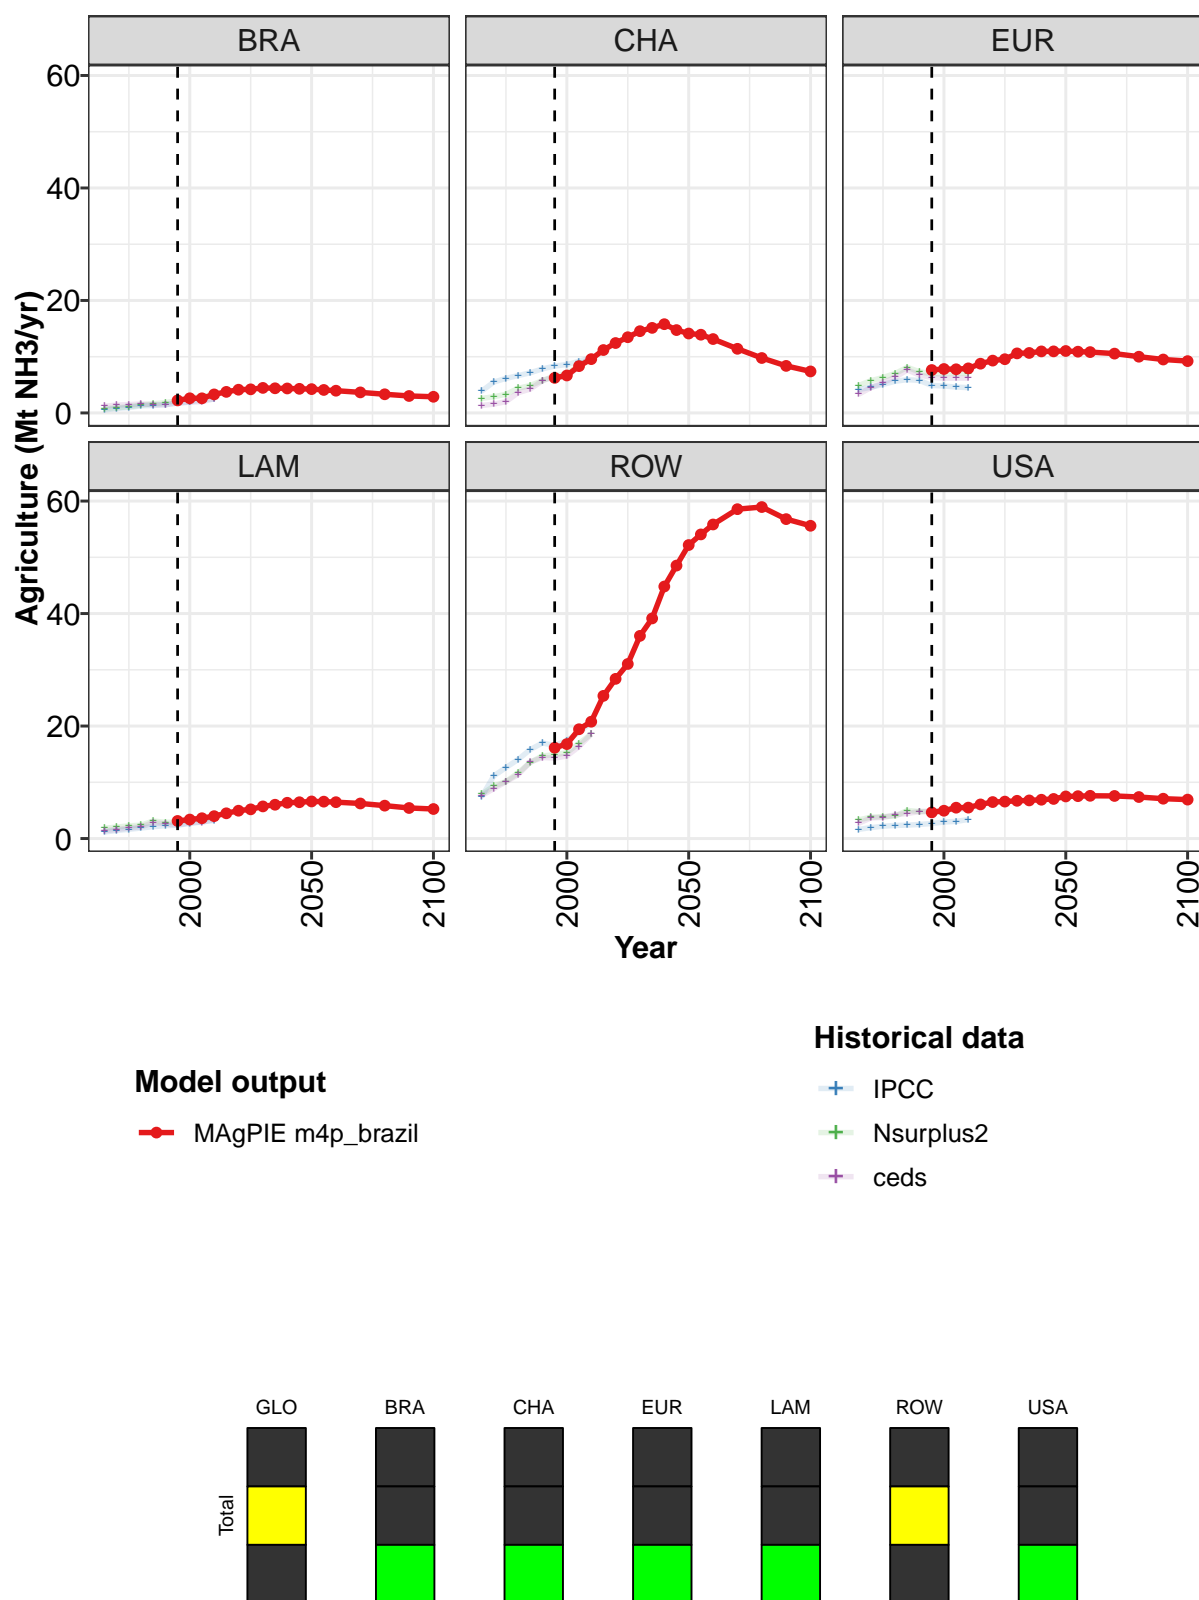 BRA CHA EUR
60
40
20
0
Agriculture (Mt NH3/yr)
LAM ROW USA
60
40
20
0
2000 2050 2100 2000 2050 2100 2000 2050 2100
Year
Historical data
Model output
IPCC
MAgPIE m4p_brazil
Nsurplus2
ceds
GLO BRA CHA EUR LAM ROW USA
Total